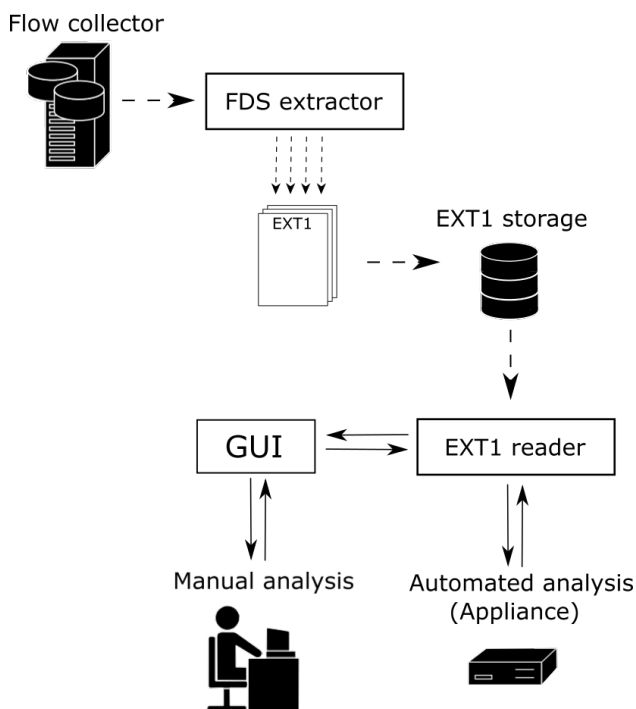 Flow collector
FDS extractor
EXT1
EXT1 storage
GUI
EXT1 reader
Manual analysis
Automated analysis
(Appliance)